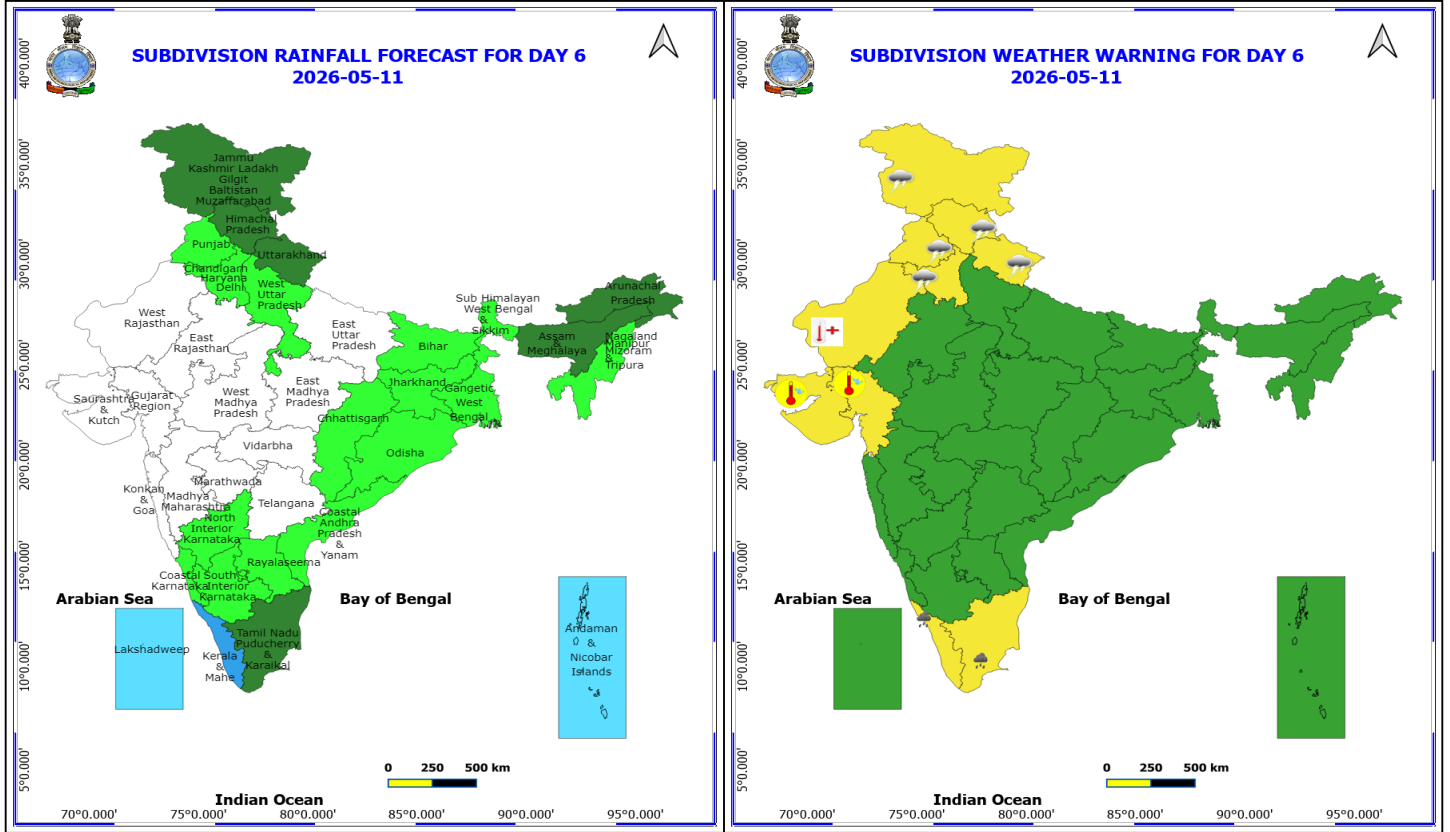 SUBDIVISION RAINFALL FORECAST FOR DAY 6
2026-05-11
40°0.000'
35°0.000'
30°0.000'
25°0.000'
20°0.000'
15°0.000'
10°0.000'
5°0.000'
Jammu
Kashmir Ladakh
Gilgit
Baltistan
Muzaffarabad
Himachal
Pradesh
Punjab
Uttarakhand
Chandigarh
Haryana
Delhi
West
Uttar
Pradesh
West
Rajasthan
East
Rajasthan
East
Uttar
Pradesh
Sub Himalayan
West Bengal
&
Sikkim
Arunachal
Pradesh
Assam
&
Meghalaya
Nagaland
Manipur
Mizoram
&
Tripura
Bihar
Jharkhand
Gangetic
West
Bengal
Saurashtra
&
Kutch
Gujarat
Region
West
Madhya
Pradesh
East
Madhya
Pradesh
Chhattisgarh
Vidarbha
Odisha
Konkan
&
Goa
Marathwada
Madhya
Maharashtra
Telangana
North
Interior
Karnataka
Coastal
Andhra
Pradesh
&
Yanam
Rayalaseema
Coastal
Karnataka
South
Interior
Karnataka
Arabian Sea
Bay of Bengal
Lakshadweep
Kerala
&
Mahe
Tamil Nadu
Puducherry
&
Karaikal
Andaman
&
Nicobar
Islands
0 250 500 km
Indian Ocean
70°0.000' 75°0.000' 80°0.000' 85°0.000' 90°0.000' 95°0.000'
SUBDIVISION WEATHER WARNING FOR DAY 6
2026-05-11
40°0.000'
35°0.000'
30°0.000'
25°0.000'
20°0.000'
15°0.000'
10°0.000'
5°0.000'
Arabian Sea
Bay of Bengal
0 250 500 km
Indian Ocean
70°0.000' 75°0.000' 80°0.000' 85°0.000' 90°0.000' 95°0.000'